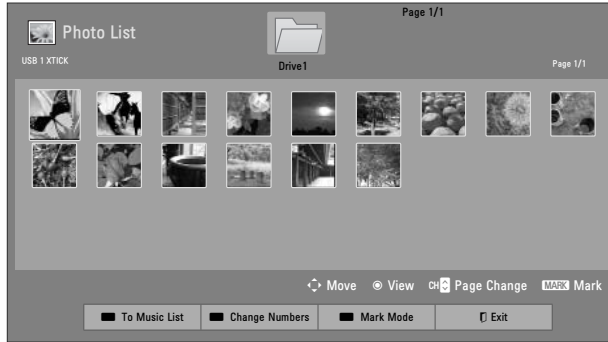 Page 1/1
Photo List
USB 1 XTICK
Drive1
Page 1/1
Move View CH Page Change MARK Mark
To Music List Change Numbers Mark Mode Exit